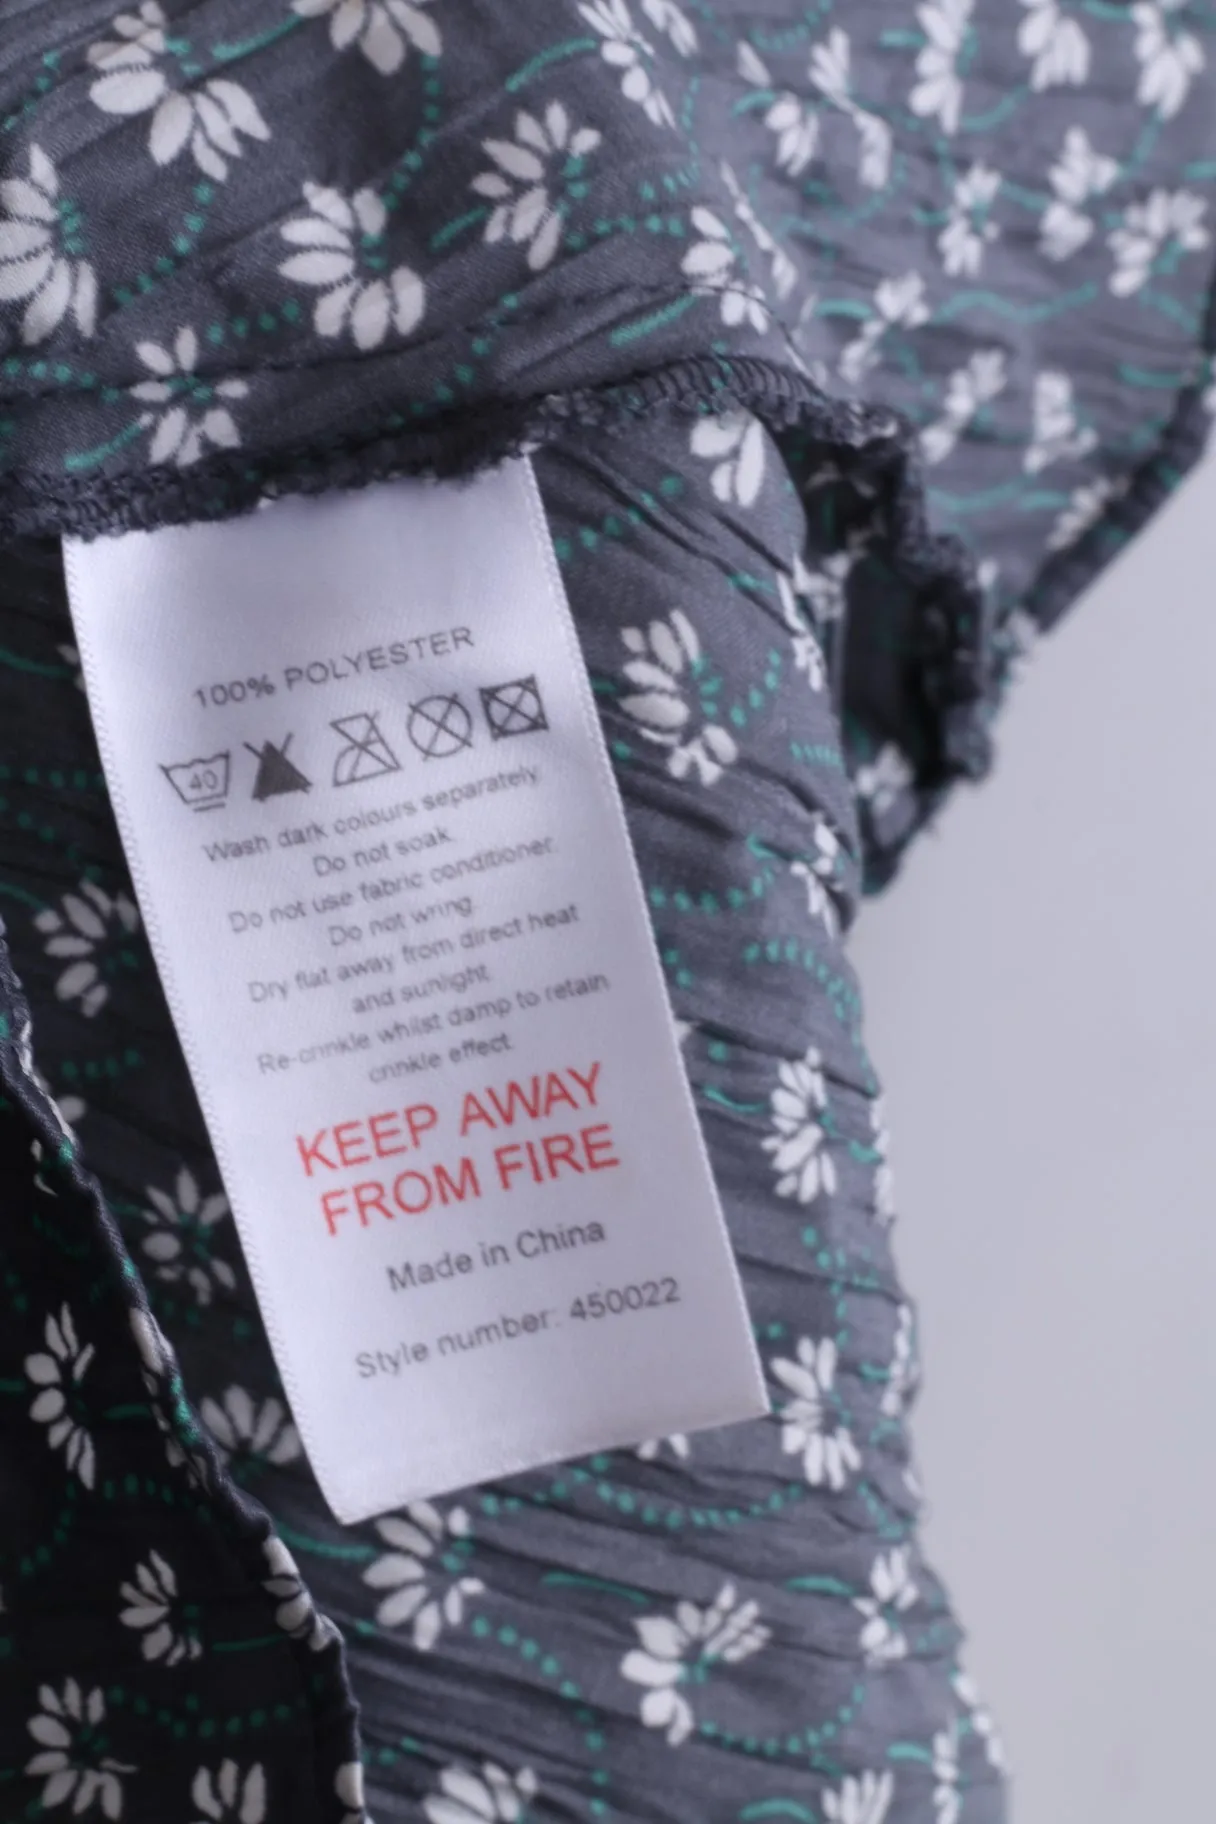 100% POLYESTER
40
Wash dark colours separately
Do not soak.
Do not use fabric conditioner.
Do not wring.
Dry flat away from direct heat
and sunlight.
Re-crinkle whilst damp to retain
crinkle effect.
KEEP AWAY
FROM FIRE
Made in China
Style number: 450022